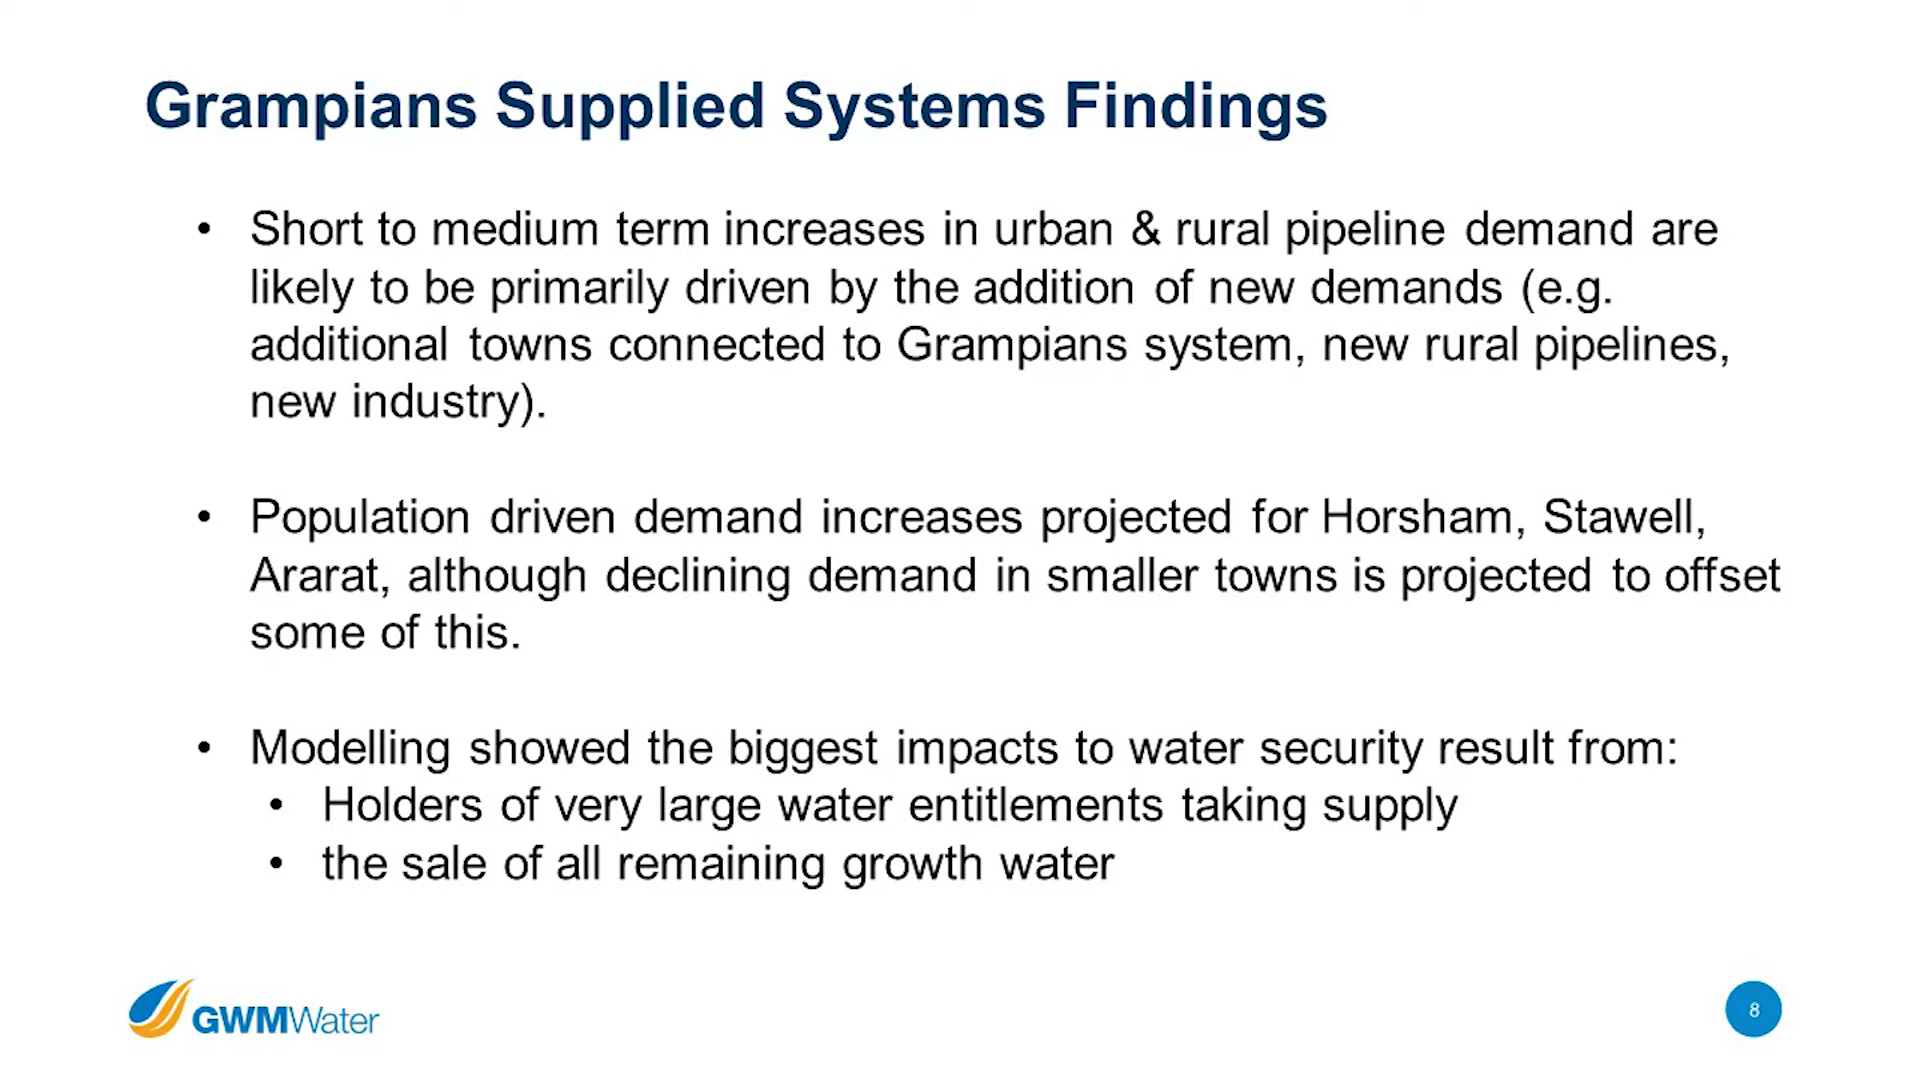 Grampians Supplied Systems Findings
• Short to medium term increases in urban & rural pipeline demand are
likely to be primarily driven by the addition of new demands (e.g.
additional towns connected to Grampians system, new rural pipelines,
new industry).
• Population driven demand increases projected for Horsham, Stawell,
Ararat, although declining demand in smaller towns is projected to offset
some of this.
• Modelling showed the biggest impacts to water security result from:
• Holders of very large water entitlements taking supply
• the sale of all remaining growth water
GWMWater
8